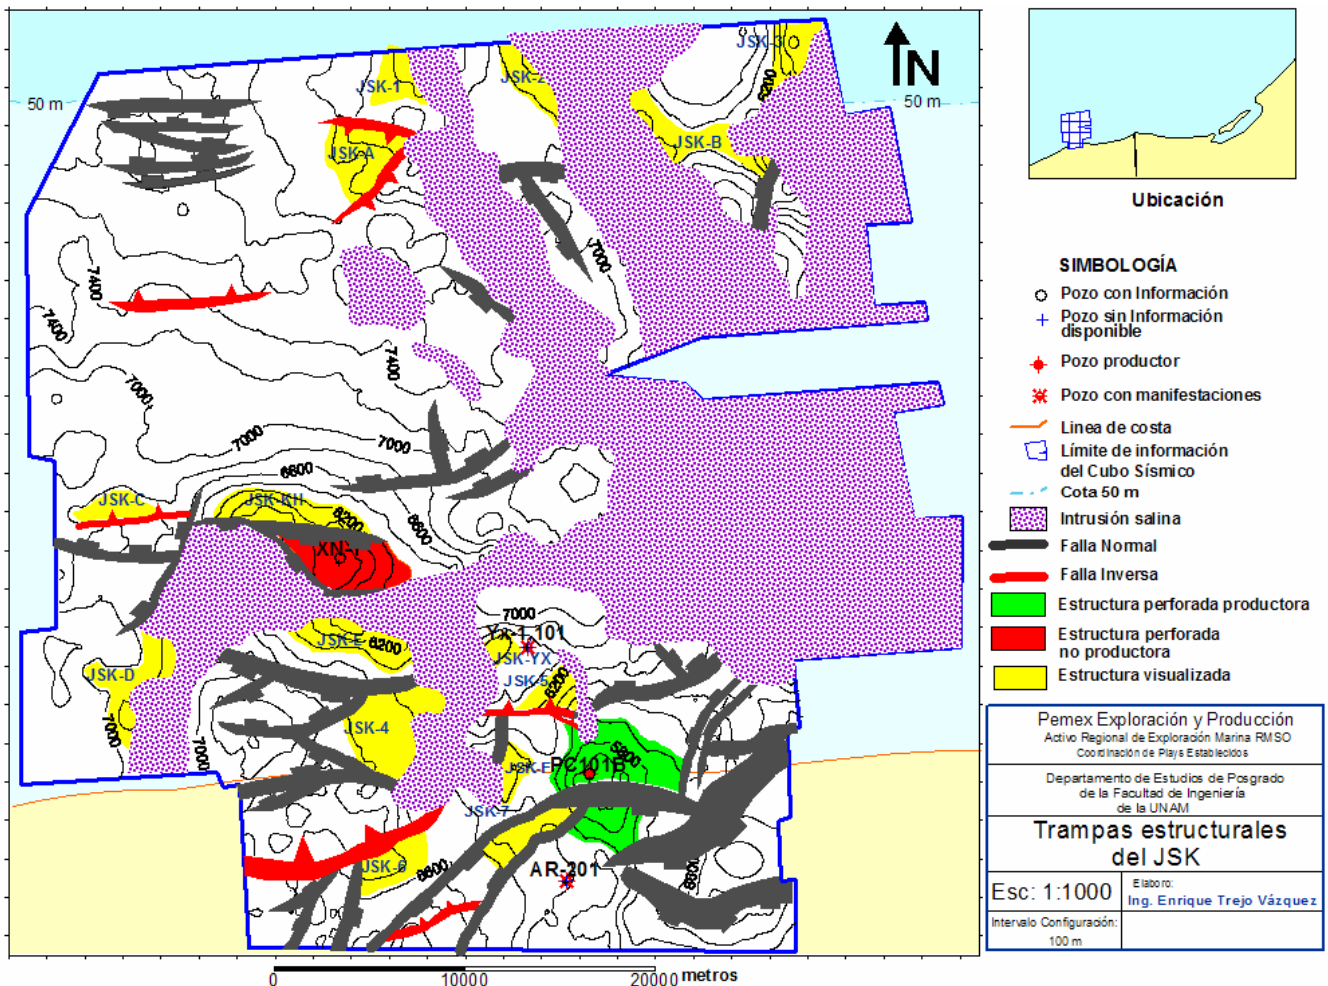 N
50 m
50 m
JSK-1
JSK-2
JSK-3
6200
JSK-A
JSK-B
7000
7400
7400
7400
7000
7000
7000
6600
JSK-C
JSK-KH
6200
6600
XN-1
7000
Yx-1 101
JSK-E
6200
JSK-YX
JSK-D
JSK-5
6200
7000
7000
JSK-4
5800
PC101B
JSK-E
JSK-7
JSK-6
6600
AR-201
6600
0
10000
20000 metros
Ubicación
SIMBOLOGÍA
Pozo con Información
Pozo sin Información
disponible
Pozo productor
Pozo con manifestaciones
Linea de costa
Límite de información
del Cubo Sísmico
Cota 50 m
Intrusión salina
Falla Normal
Falla Inversa
Estructura perforada productora
Estructura perforada
no productora
Estructura visualizada
Pemex Exploración y Producción
Activo Regional de Exploración Marina RMSO
Coordinación de Plays Establecidos
Departamento de Estudios de Posgrado
de la Facultad de Ingeniería
de la UNAM
Trampas estructurales
del JSK
Esc: 1:1000
Elaboro:
Ing. Enrique Trejo Vázquez
Intervalo Configuración:
100 m